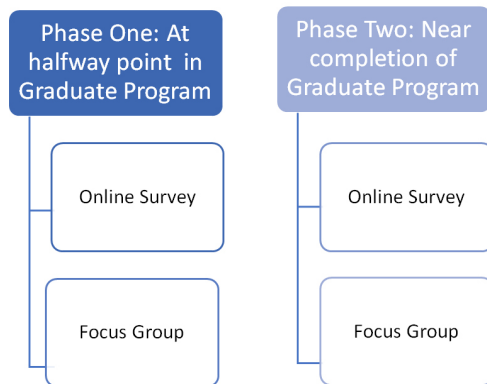 Phase One: At
halfway point in
Graduate Program
Online Survey
Focus Group
Phase Two: Near
completion of
Graduate Program
Online Survey
Focus Group